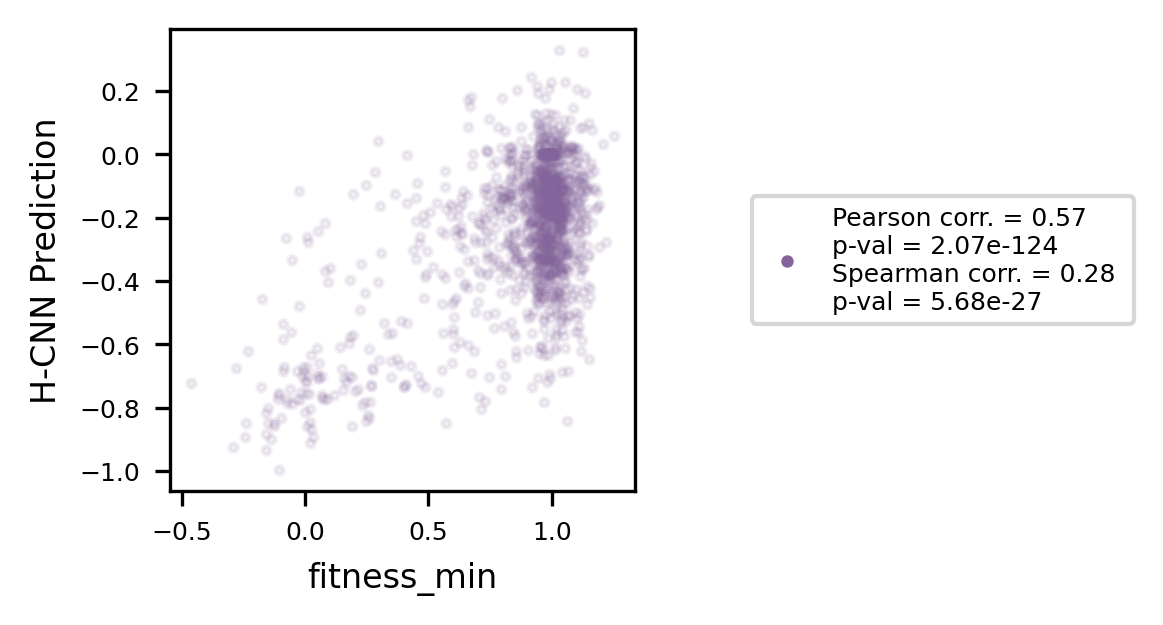 H-CNN Prediction
0.2
0.0
−0.2
−0.4
−0.6
−0.8
−1.0
−0.5
0.0
0.5
1.0
fitness_min
Pearson corr. = 0.57
p-val = 2.07e-124
Spearman corr. = 0.28
p-val = 5.68e-27